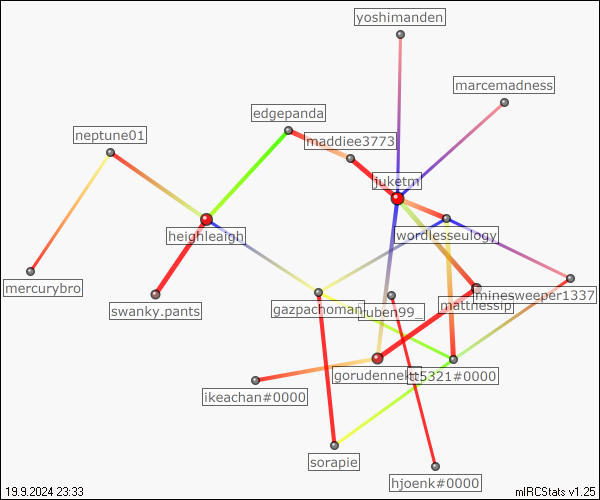 yoshimanden
marcemadness
edgepanda
neptune01
maddiee3773
juketm
heighleaigh
wordlesseulogy
mercurybro
swanky.pants
gazpachoman
ruben99_
matthessip
minesweeper1337
tt5321#0000
ikeachan#0000
sorapie
hjoenk#0000
19.9.2024 23:33
mIRCStats v1.25